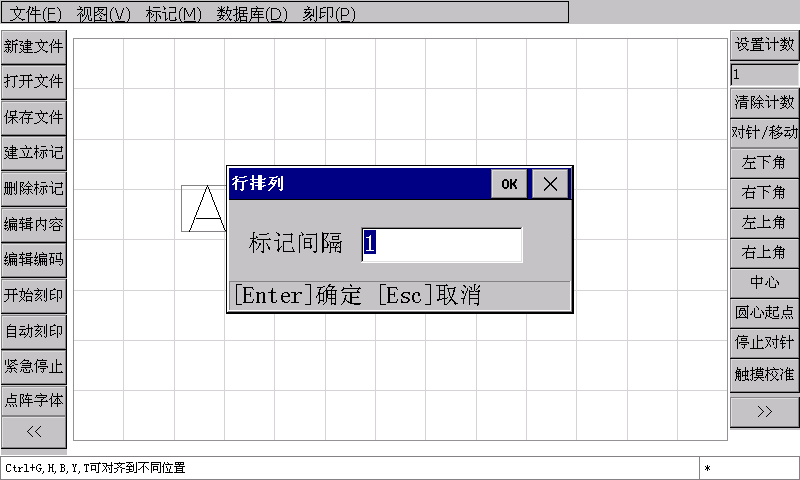 文件(F) 视图(V) 标记(M) 数据库(D) 刻印(P)
新建文件
打开文件
保存文件
建立标记
删除标记
编辑内容
编辑编码
开始刻印
自动刻印
紧急停止
点阵字体
<<
A
行排列 OK
标记间隔 1
[Enter]确定 [Esc]取消
设置计数
1
清除计数
对针/移动
左下角
右下角
左上角
右上角
中心
圆心起点
停止对针
触摸校准
>>
Ctrl+G,H,B,Y,T可对齐到不同位置 *